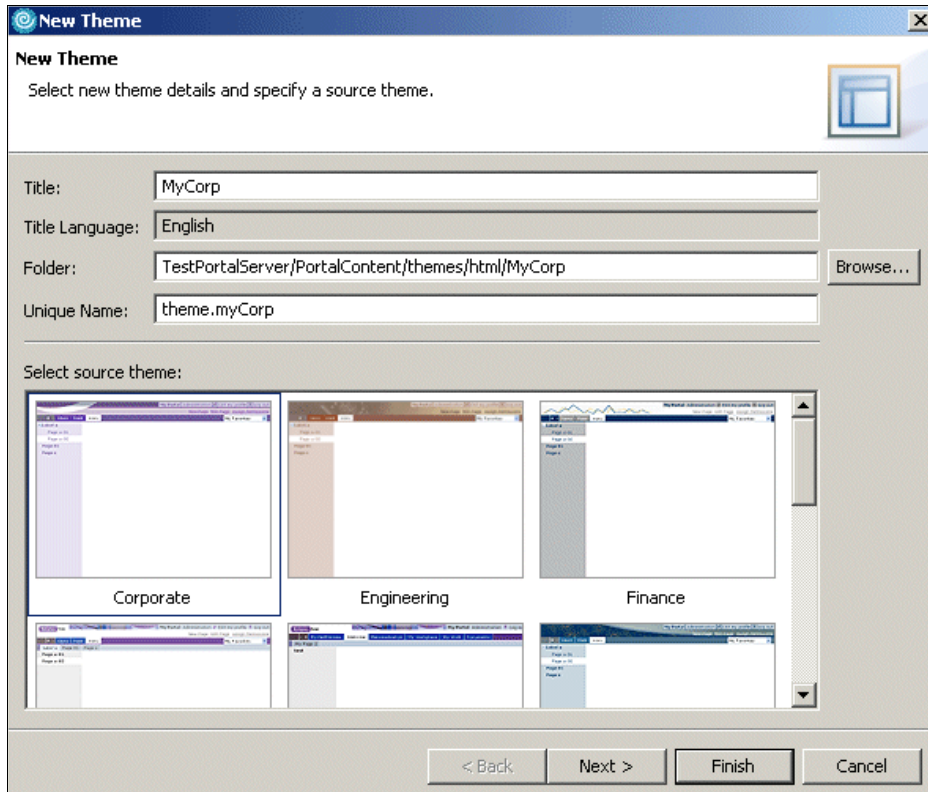 New Theme
New Theme
Select new theme details and specify a source theme.
Title: MyCorp
Title Language: English
Folder: TestPortalServer/PortalContent/themes/html/MyCorp Browse...
Unique Name: theme.myCorp
Select source theme:
Corporate Engineering Finance
< Back Next > Finish Cancel